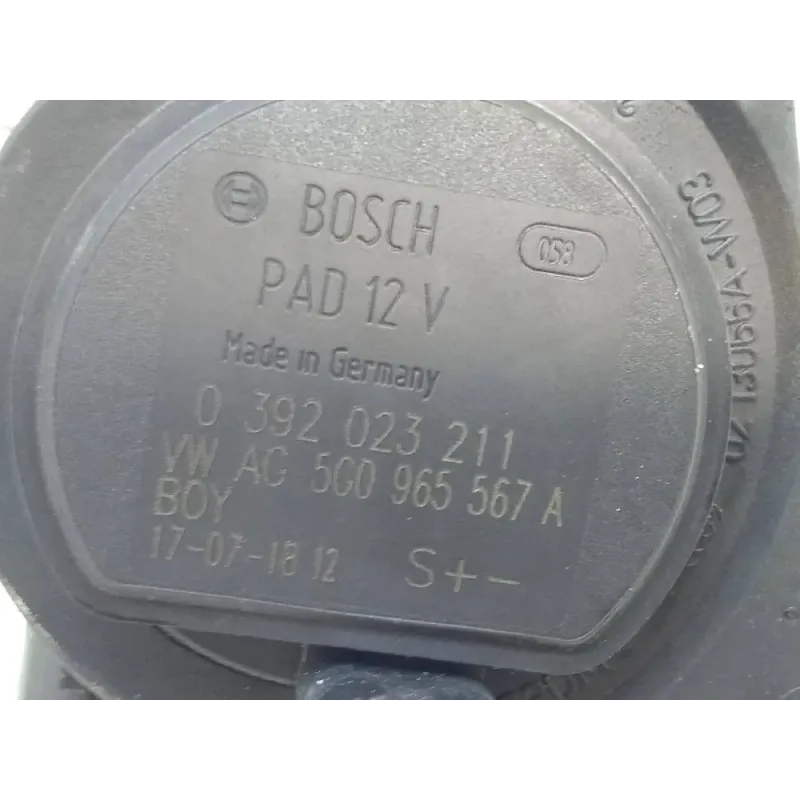 BOSCH
058
PAD 12 V
Made in Germany
0 392 023 211
VW AG 5G0 965 567 A
BOY
17-07-18 12
S+-